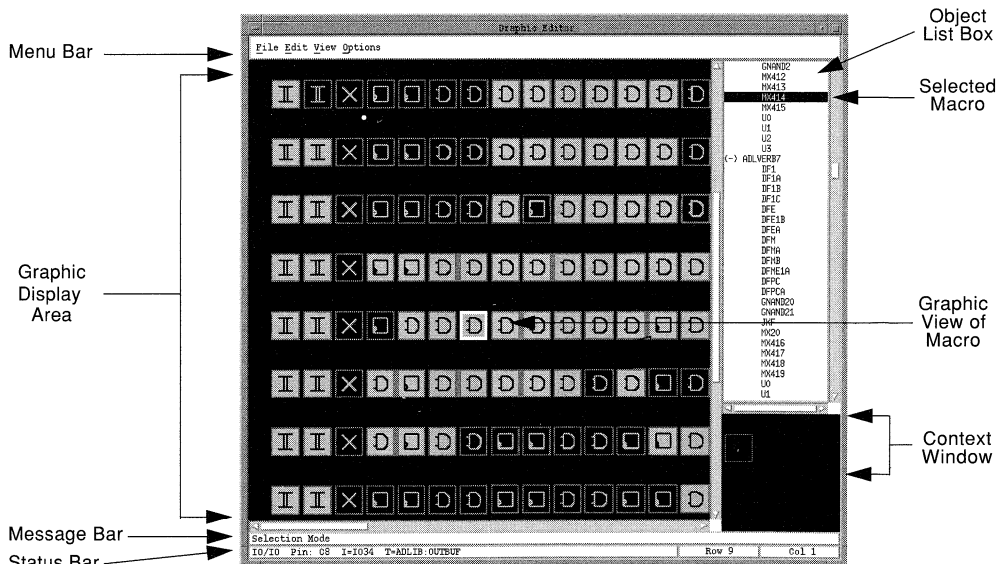 Graphic Editor
Object
List Box
Menu Bar
File Edit View Options
Selected
Macro
GNAND2
MX412
MX413
MX414
MX415
U0
U1
U2
U3
(-) ADLVERB7
DF1
DF1A
DF1B
DF1C
DFE
DFE1B
DFEA
DFM
DFMA
DFMB
DFME1A
DFPC
DFPCA
GNAND20
GNAND21
JKF
MX20
MX416
MX417
MX418
MX419
U0
U1
Graphic
Display
Area
Graphic
View of
Macro
Context
Window
Message Bar
Selection Mode
Status Bar
IO/IO Pin: C8 I=IO34 T=ADLIB:OUTBUF
Row 9
Col 1